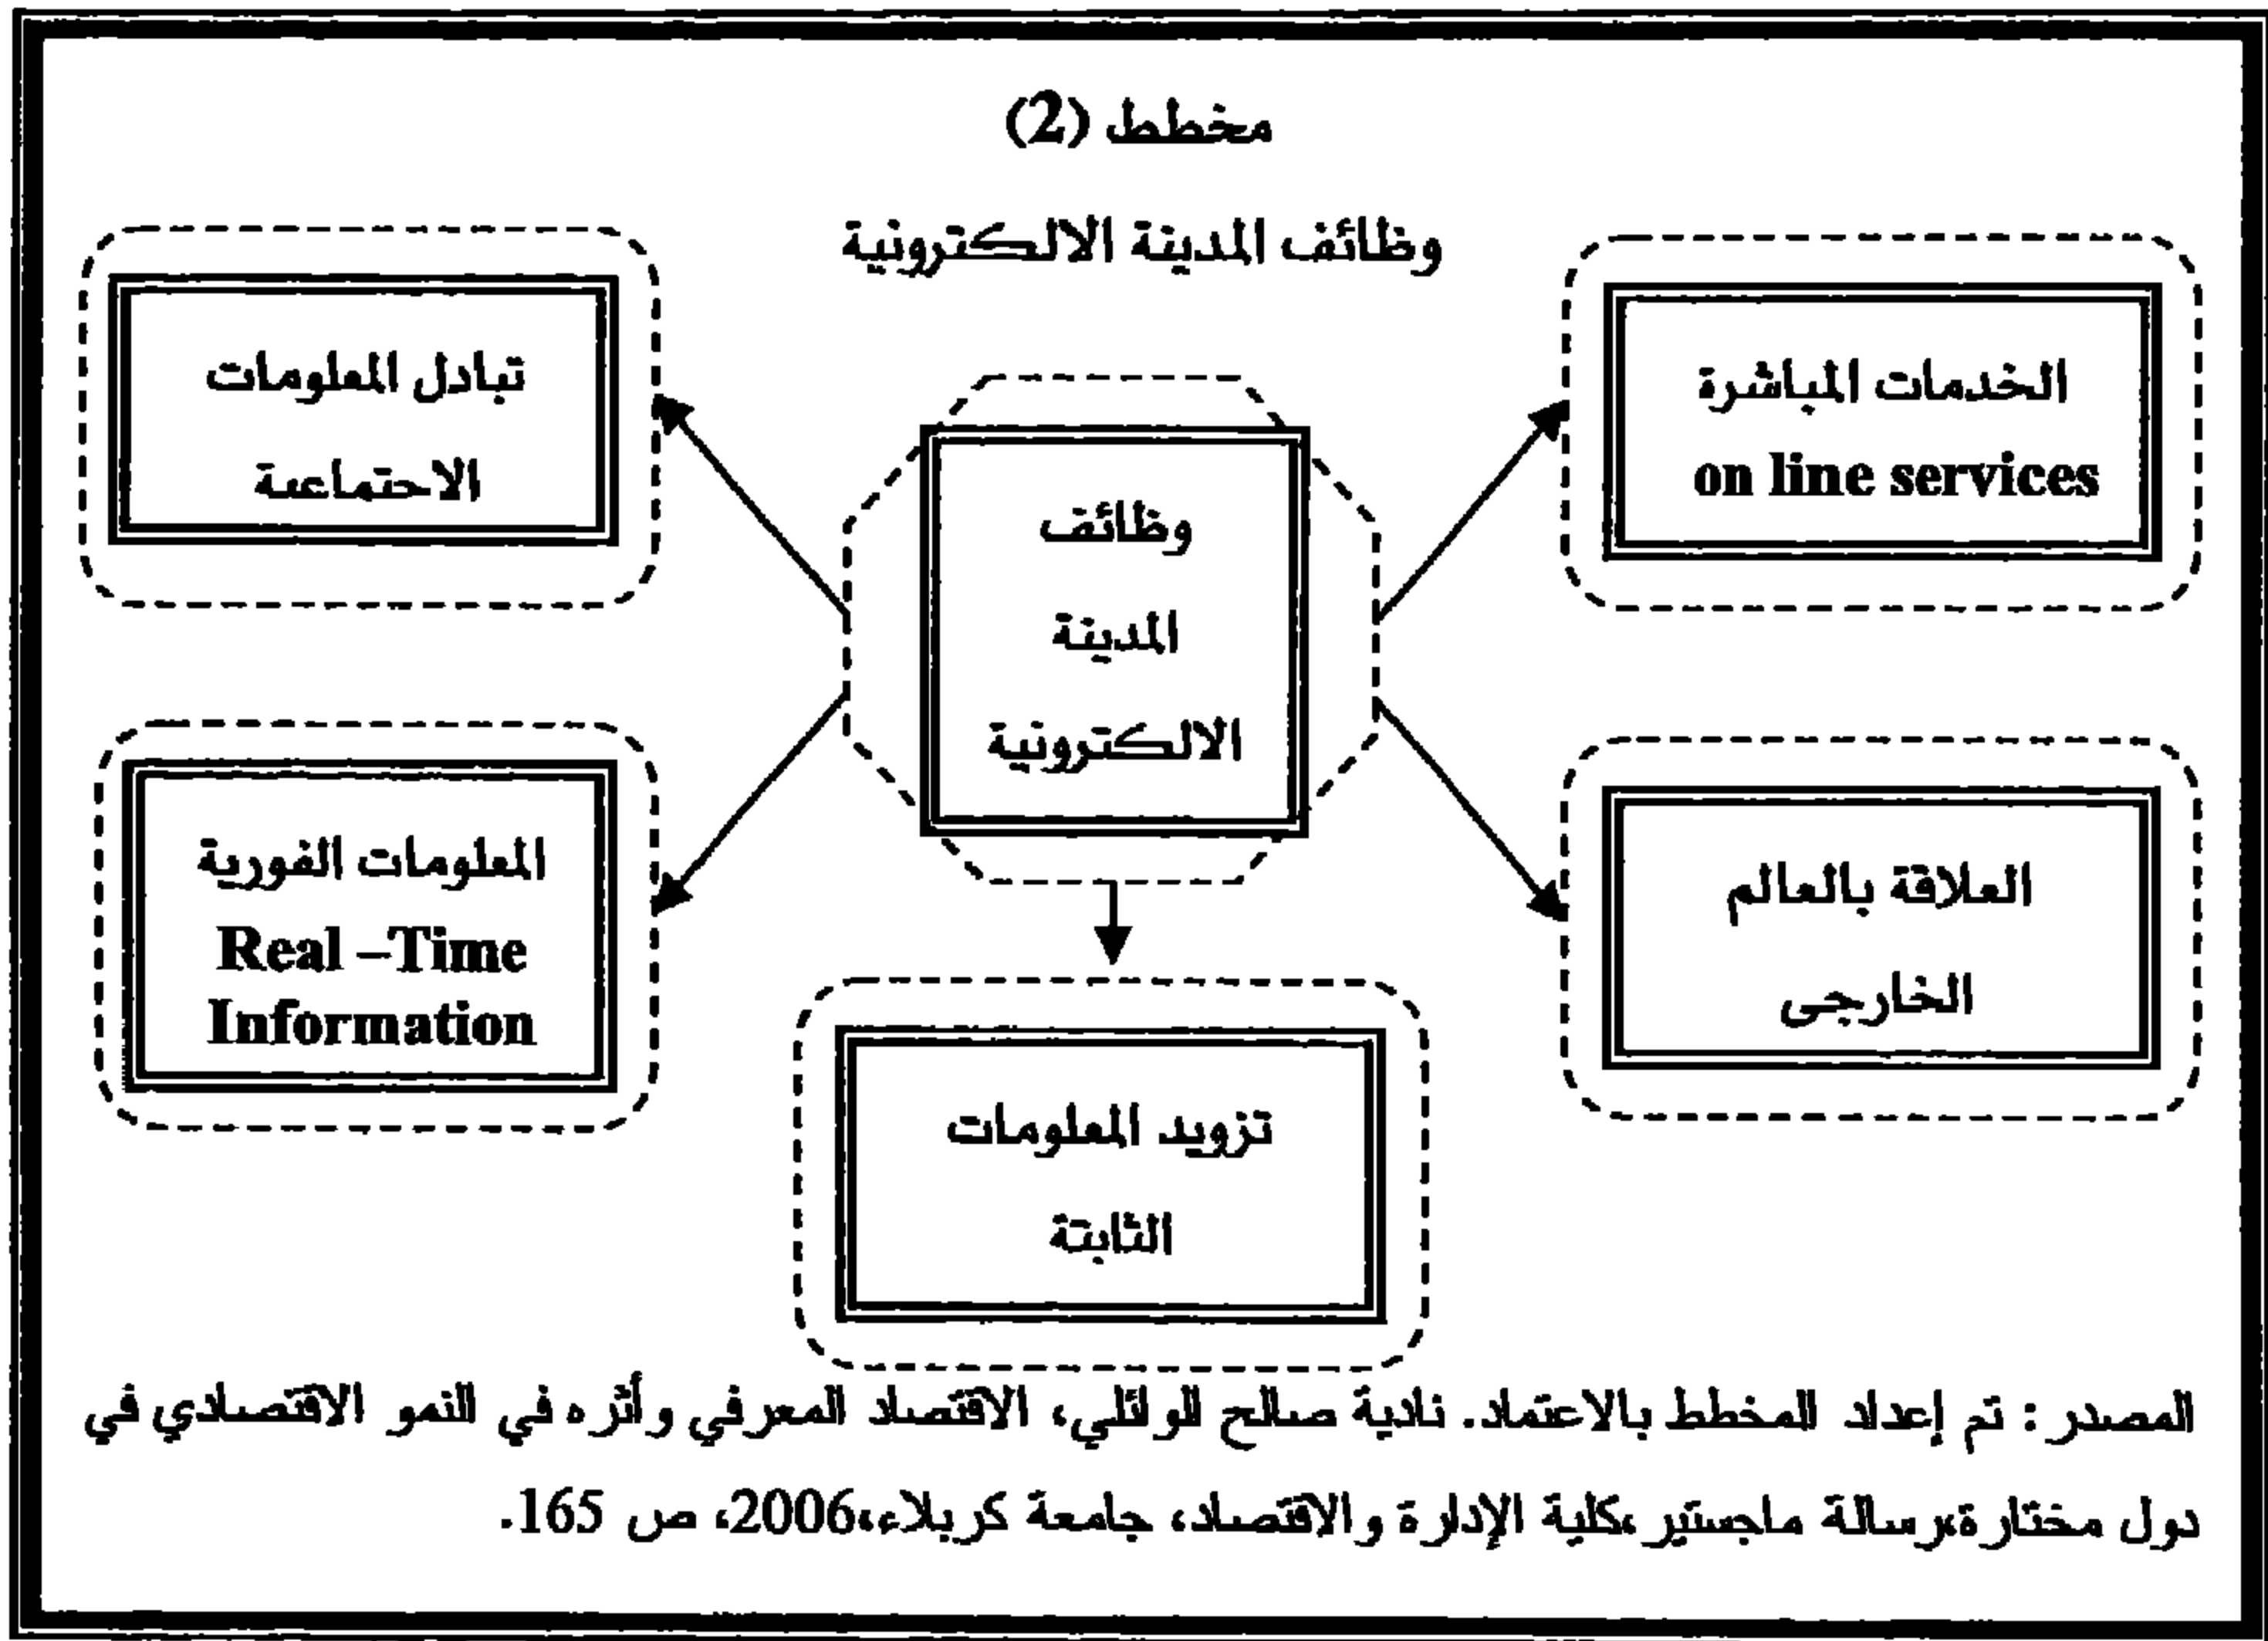 مخطط (2)
وظائف المدينة الالكترونية
الخدمات المباشرة
on line services
تبادل المعلومات
الاجتماعية
وظائف
المدينة
الالكترونية
العلاقة بالعالم
الخارجي
المعلومات الفورية
Real –Time
Information
تزويد المعلومات
الثابتة
المصدر : تم إعداد المخطط بالاعتماد. نادية صالح الوائلي، الاقتصاد المعرفي وأثره في النمو الاقتصادي في
دول مختارة،رسالة ماجستير ،كلية الإدارة والاقتصاد، جامعة كربلاء،2006، ص 165.